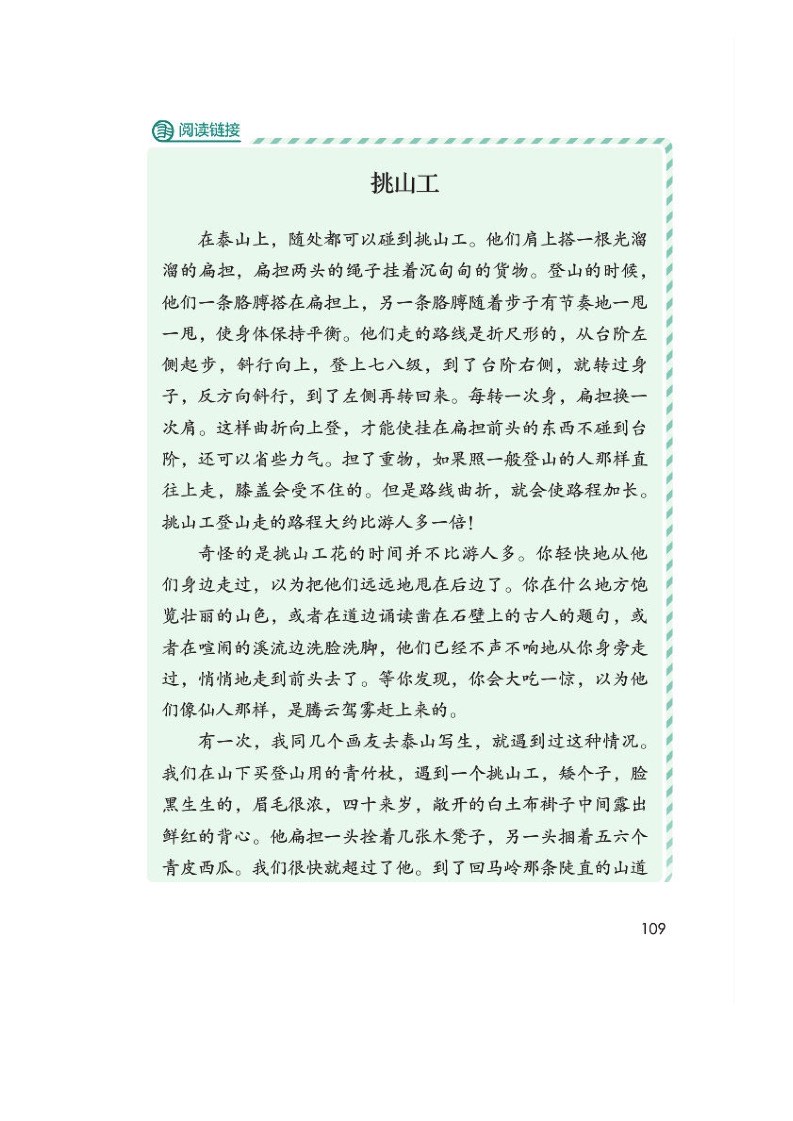 阅读链接
挑山工
在泰山上，随处都可以碰到挑山工。他们肩上搭一根光溜
溜的扁担，扁担两头的绳子挂着沉甸甸的货物。登山的时候，
他们一条胳膊搭在扁担上，另一条胳膊随着步子有节奏地一甩
一甩，使身体保持平衡。他们走的路线是折尺形的，从台阶左
侧起步，斜行向上，登上七八级，到了台阶右侧，就转过身
子，反方向斜行，到了左侧再转回来。每转一次身，扁担换一
次肩。这样曲折向上登，才能使挂在扁担前头的东西不碰到台
阶，还可以省些力气。担了重物，如果照一般登山的人那样直
往上走，膝盖会受不住的。但是路线曲折，就会使路程加长。
挑山工登山走的路程大约比游人多一倍！
奇怪的是挑山工花的时间并不比游人多。你轻快地从他
们身边走过，以为把他们远远地甩在后边了。你在什么地方饱
览壮丽的山色，或者在道边诵读凿在石壁上的古人的题句，或
者在喧闹的溪流边洗脸洗脚，他们已经不声不响地从你身旁走
过，悄悄地走到前头去了。等你发现，你会大吃一惊，以为他
们像仙人那样，是腾云驾雾赶上来的。
有一次，我同几个画友去泰山写生，就遇到过这种情况。
我们在山下买登山用的青竹杖，遇到一个挑山工，矮个子，脸
黑生生的，眉毛很浓，四十来岁，敞开的白土布褂子中间露出
鲜红的背心。他扁担一头拴着几张木凳子，另一头捆着五六个
青皮西瓜。我们很快就超过了他。到了回马岭那条陡直的山道
109